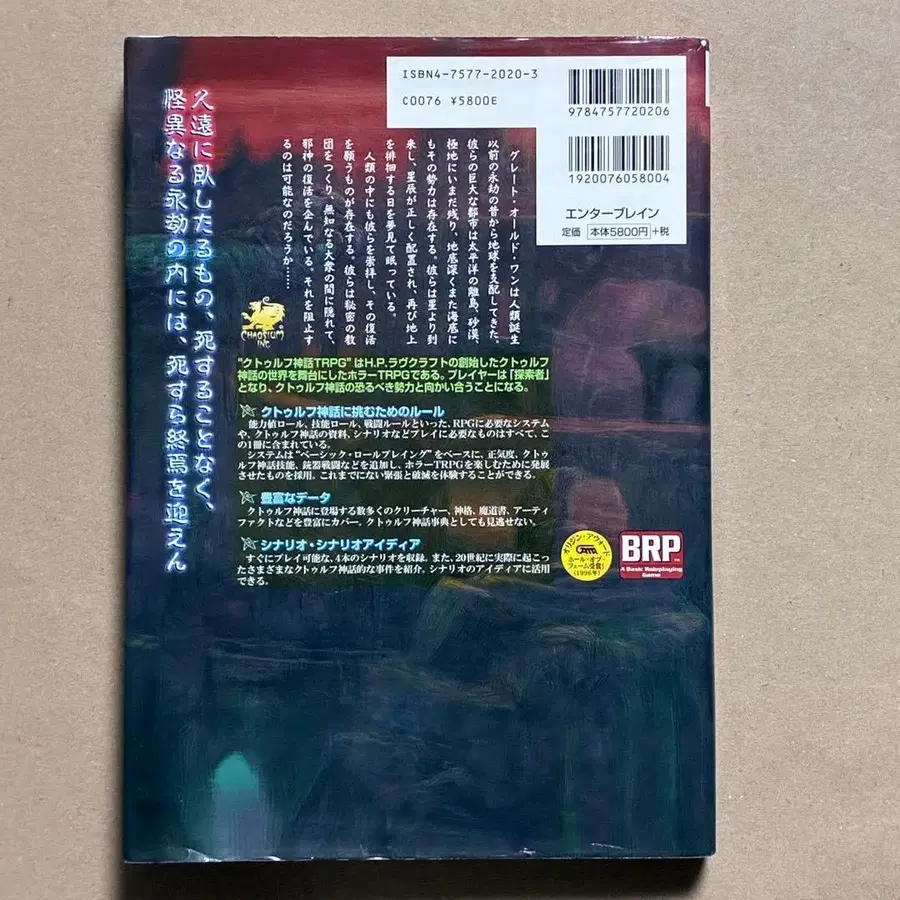 ISBN4-7577-2020-3
C0076 ¥5800E
9784757720206
1920076058004
エンターブレイン
定価 本体5800円 +税
久遠に臥したるもの、死することなく、
怪異なる永劫の内には、死すら終焉を迎えん
グレート・オールド・ワンは人類誕生
以前の永劫の昔から地球を支配してきた。
彼らの巨大な都市は太平洋の離島、砂漠、
極地にいまだ残り、地底深くまた海底に
もその勢力は存在する。彼らは星より到
来し、星辰が正しく配置され、再び地上
を徘徊する日を夢見て眠っている。
人類の中にも彼らを崇拝し、その復活
を願うものが存在する。彼らは秘密の教
団をつくり、無知なる大衆の間に隠れて、
邪神の復活を企んでいる。それを阻止す
るのは可能なのだろうか……
CHAOSIUM
INC.
"クトゥルフ神話TRPG"はH.P.ラヴクラフトの創始したクトゥルフ
神話の世界を舞台にしたホラーTRPGである。プレイヤーは「探索者」
となり、クトゥルフ神話の恐るべき勢力と向かい合うことになる。
クトゥルフ神話に挑むためのルール
能力値ロール、技能ロール、戦闘ルールといった、RPGに必要なシステム
や、クトゥルフ神話の資料、シナリオなどプレイに必要なものはすべて、こ
の1冊に含まれている。
システムは"ベーシック・ロールプレイング"をベースに、正気度、クトゥ
ルフ神話技能、銃器戦闘などを追加し、ホラーTRPGを楽しむために発展
させたものを採用。これまでにない緊張と破滅を体験することができる。
豊富なデータ
クトゥルフ神話に登場する数多くのクリーチャー、神格、魔道書、アーティ
ファクトなどを豊富にカバー。クトゥルフ神話事典としても見逃せない。
シナリオ・シナリオアイディア
すぐにプレイ可能な、4本のシナリオを収録。また、20世紀に実際に起こっ
たさまざまなクトゥルフ神話的な事件を紹介。シナリオのアイディアに活用
できる。
オリジン・アウォード
GAMA
ホール・オブ・
フェーム受賞!
(1996年)
BRP
A Basic Roleplaying
Game